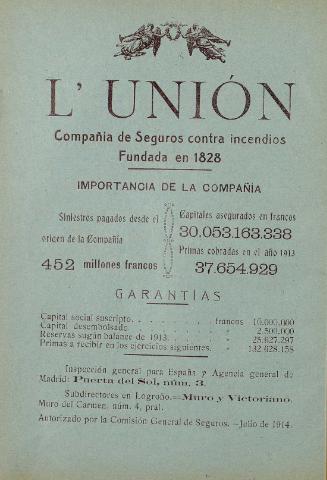 L' UNIÓN
Compañia de Seguros contra incendios
Fundada en 1828
IMPORTANCIA DE LA COMPAÑÍA
Siniestros pagados desde el
origen de la Compañía
452 millones francos
Capitales asegurados en francos
30.053.163.338
Primas cobradas en el año 1913
37.654.929
GARANTÍAS
Capital social suscripto. . . . . . . . francos 10.000.000
Capital desembolsado. . . . . . . . » 2.500.000
Reservas sugún balance de 1913. . . . . . » 25.627.297
Primas a recibir en los ejercicios siguientes. . . » 132.628.158
Inspección general para España y Agencia general de
Madrid: Puerta del Sol, núm. 3.
Subdirectores en Logroño.=Muro y Victoriano.
Muro del Carmen, núm. 4, pral.
Autorizado por la Comisión General de Seguros. —Julio de 1914.